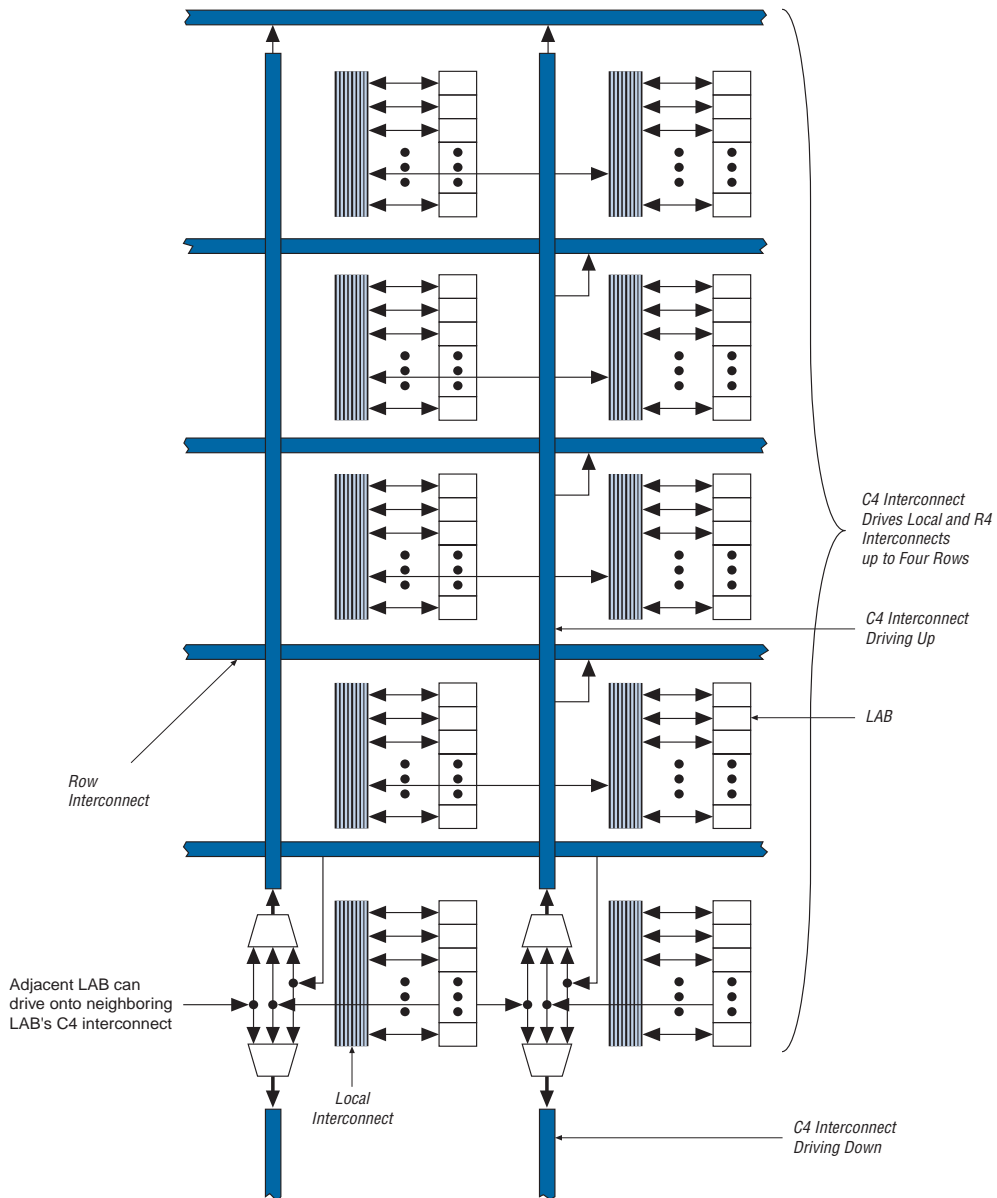 C4 Interconnect
Drives Local and R4
Interconnects
up to Four Rows
C4 Interconnect
Driving Up
LAB
Row
Interconnect
Adjacent LAB can
drive onto neighboring
LAB's C4 interconnect
Local
Interconnect
C4 Interconnect
Driving Down